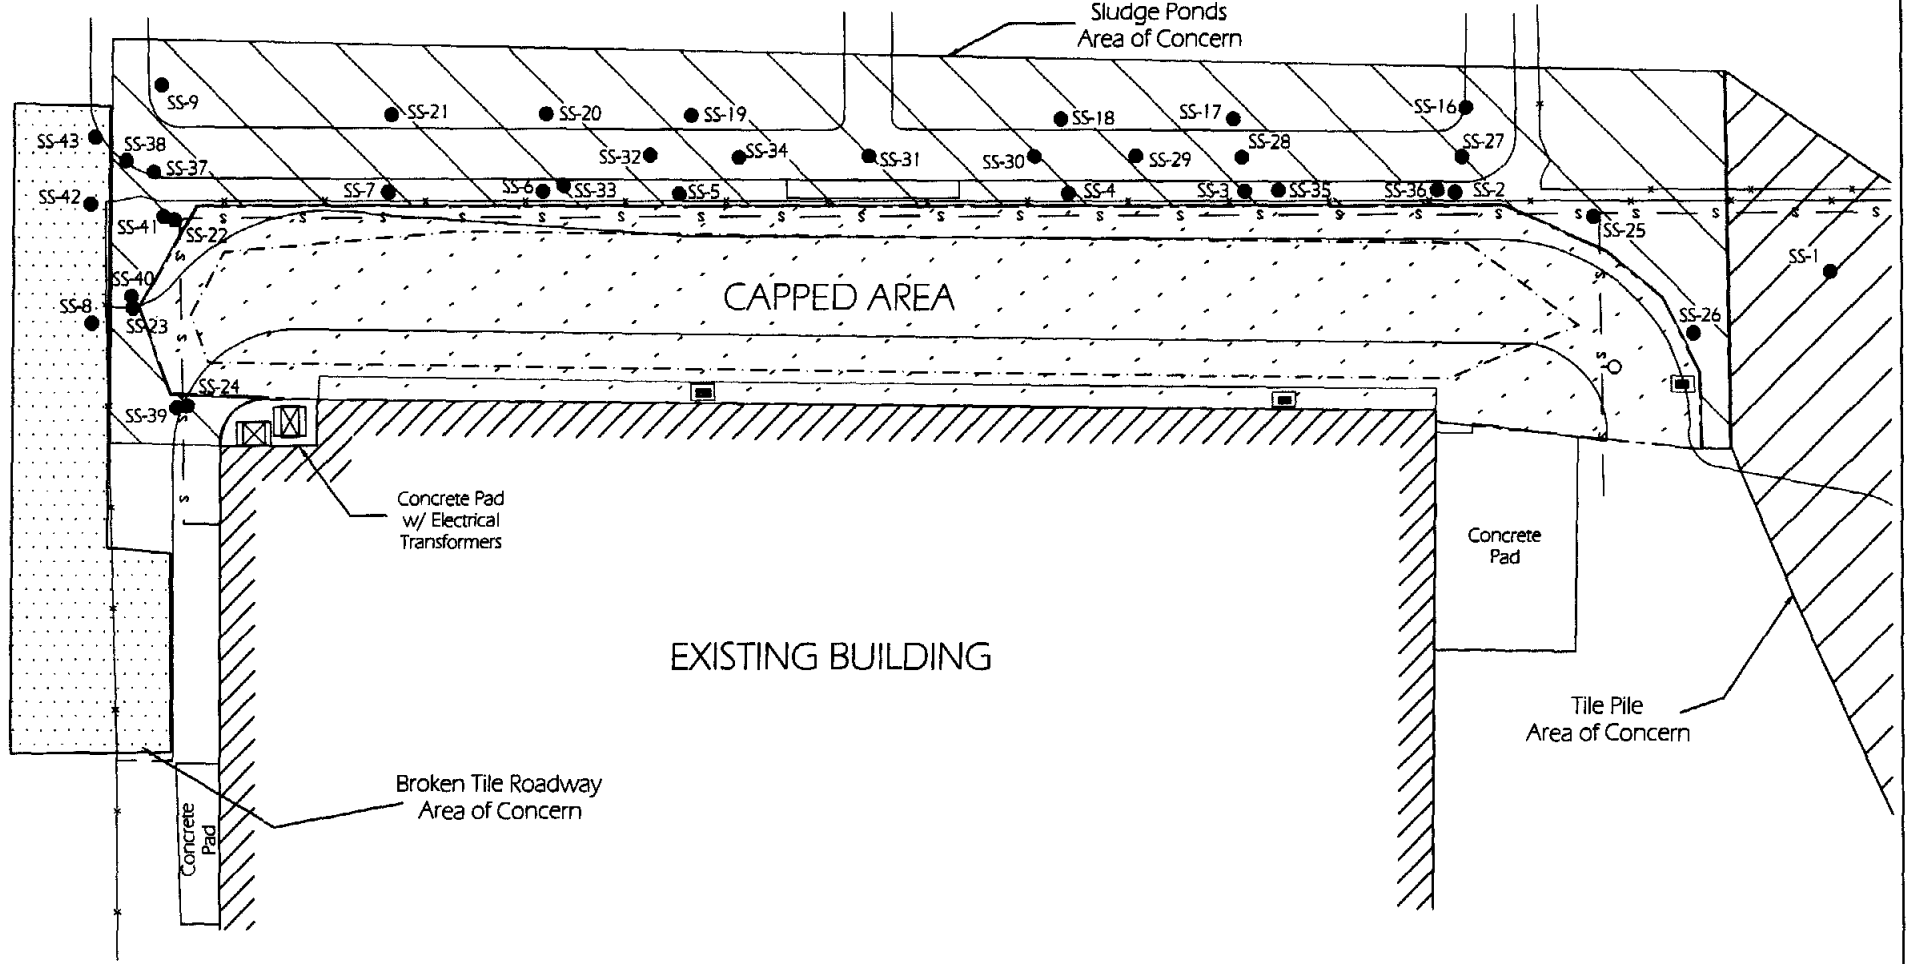 Sludge Ponds
Area of Concern
SS-9
SS-21
SS-20
SS-19
SS-18
SS-17
SS-16
SS-43
SS-38
SS-37
SS-32
SS-34
SS-31
SS-30
SS-29
SS-28
SS-27
SS-42
SS-7
SS-6
SS-33
SS-5
SS-4
SS-3
SS-35
SS-36
SS-2
SS-41
SS-22
SS-25
SS-1
SS-40
SS-8
SS-23
CAPPED AREA
SS-26
SS-24
SS-39
Concrete Pad
w/ Electrical
Transformers
Concrete
Pad
EXISTING BUILDING
Tile Pile
Area of Concern
Broken Tile Roadway
Area of Concern
Concrete
Pad